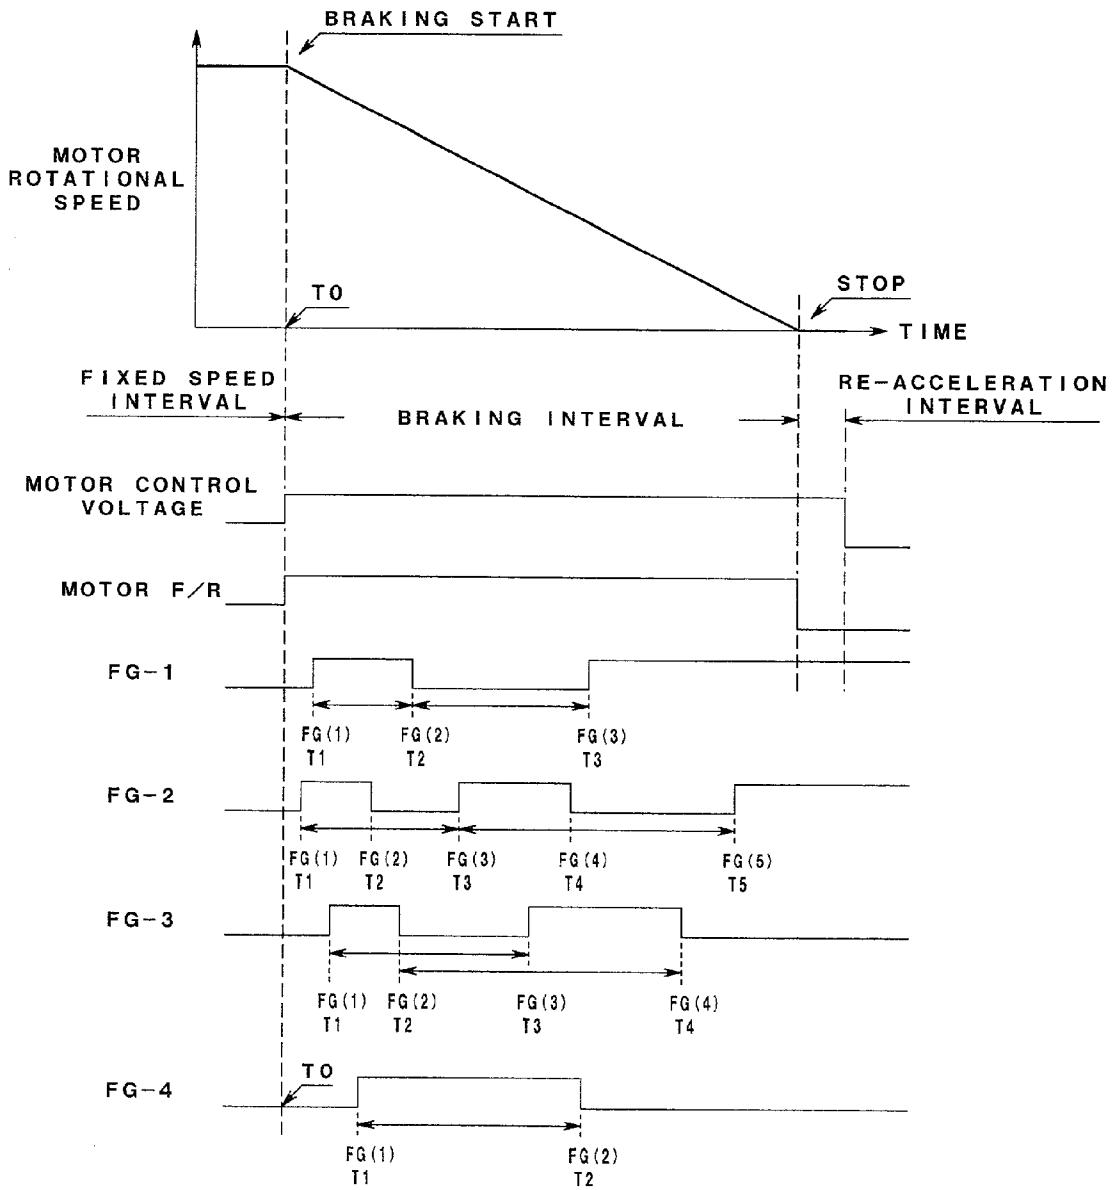 BRAKING START
MOTOR
ROTATIONAL
SPEED
T0
STOP
TIME
FIXED SPEED
INTERVAL
BRAKING INTERVAL
RE-ACCELERATION
INTERVAL
MOTOR CONTROL
VOLTAGE
MOTOR F/R
FG-1
FG(1) FG(2) FG(3)
T1 T2 T3
FG-2
FG(1) FG(2) FG(3) FG(4) FG(5)
T1 T2 T3 T4 T5
FG-3
FG(1) FG(2) FG(3) FG(4)
T1 T2 T3 T4
FG-4
T0
FG(1) FG(2)
T1 T2